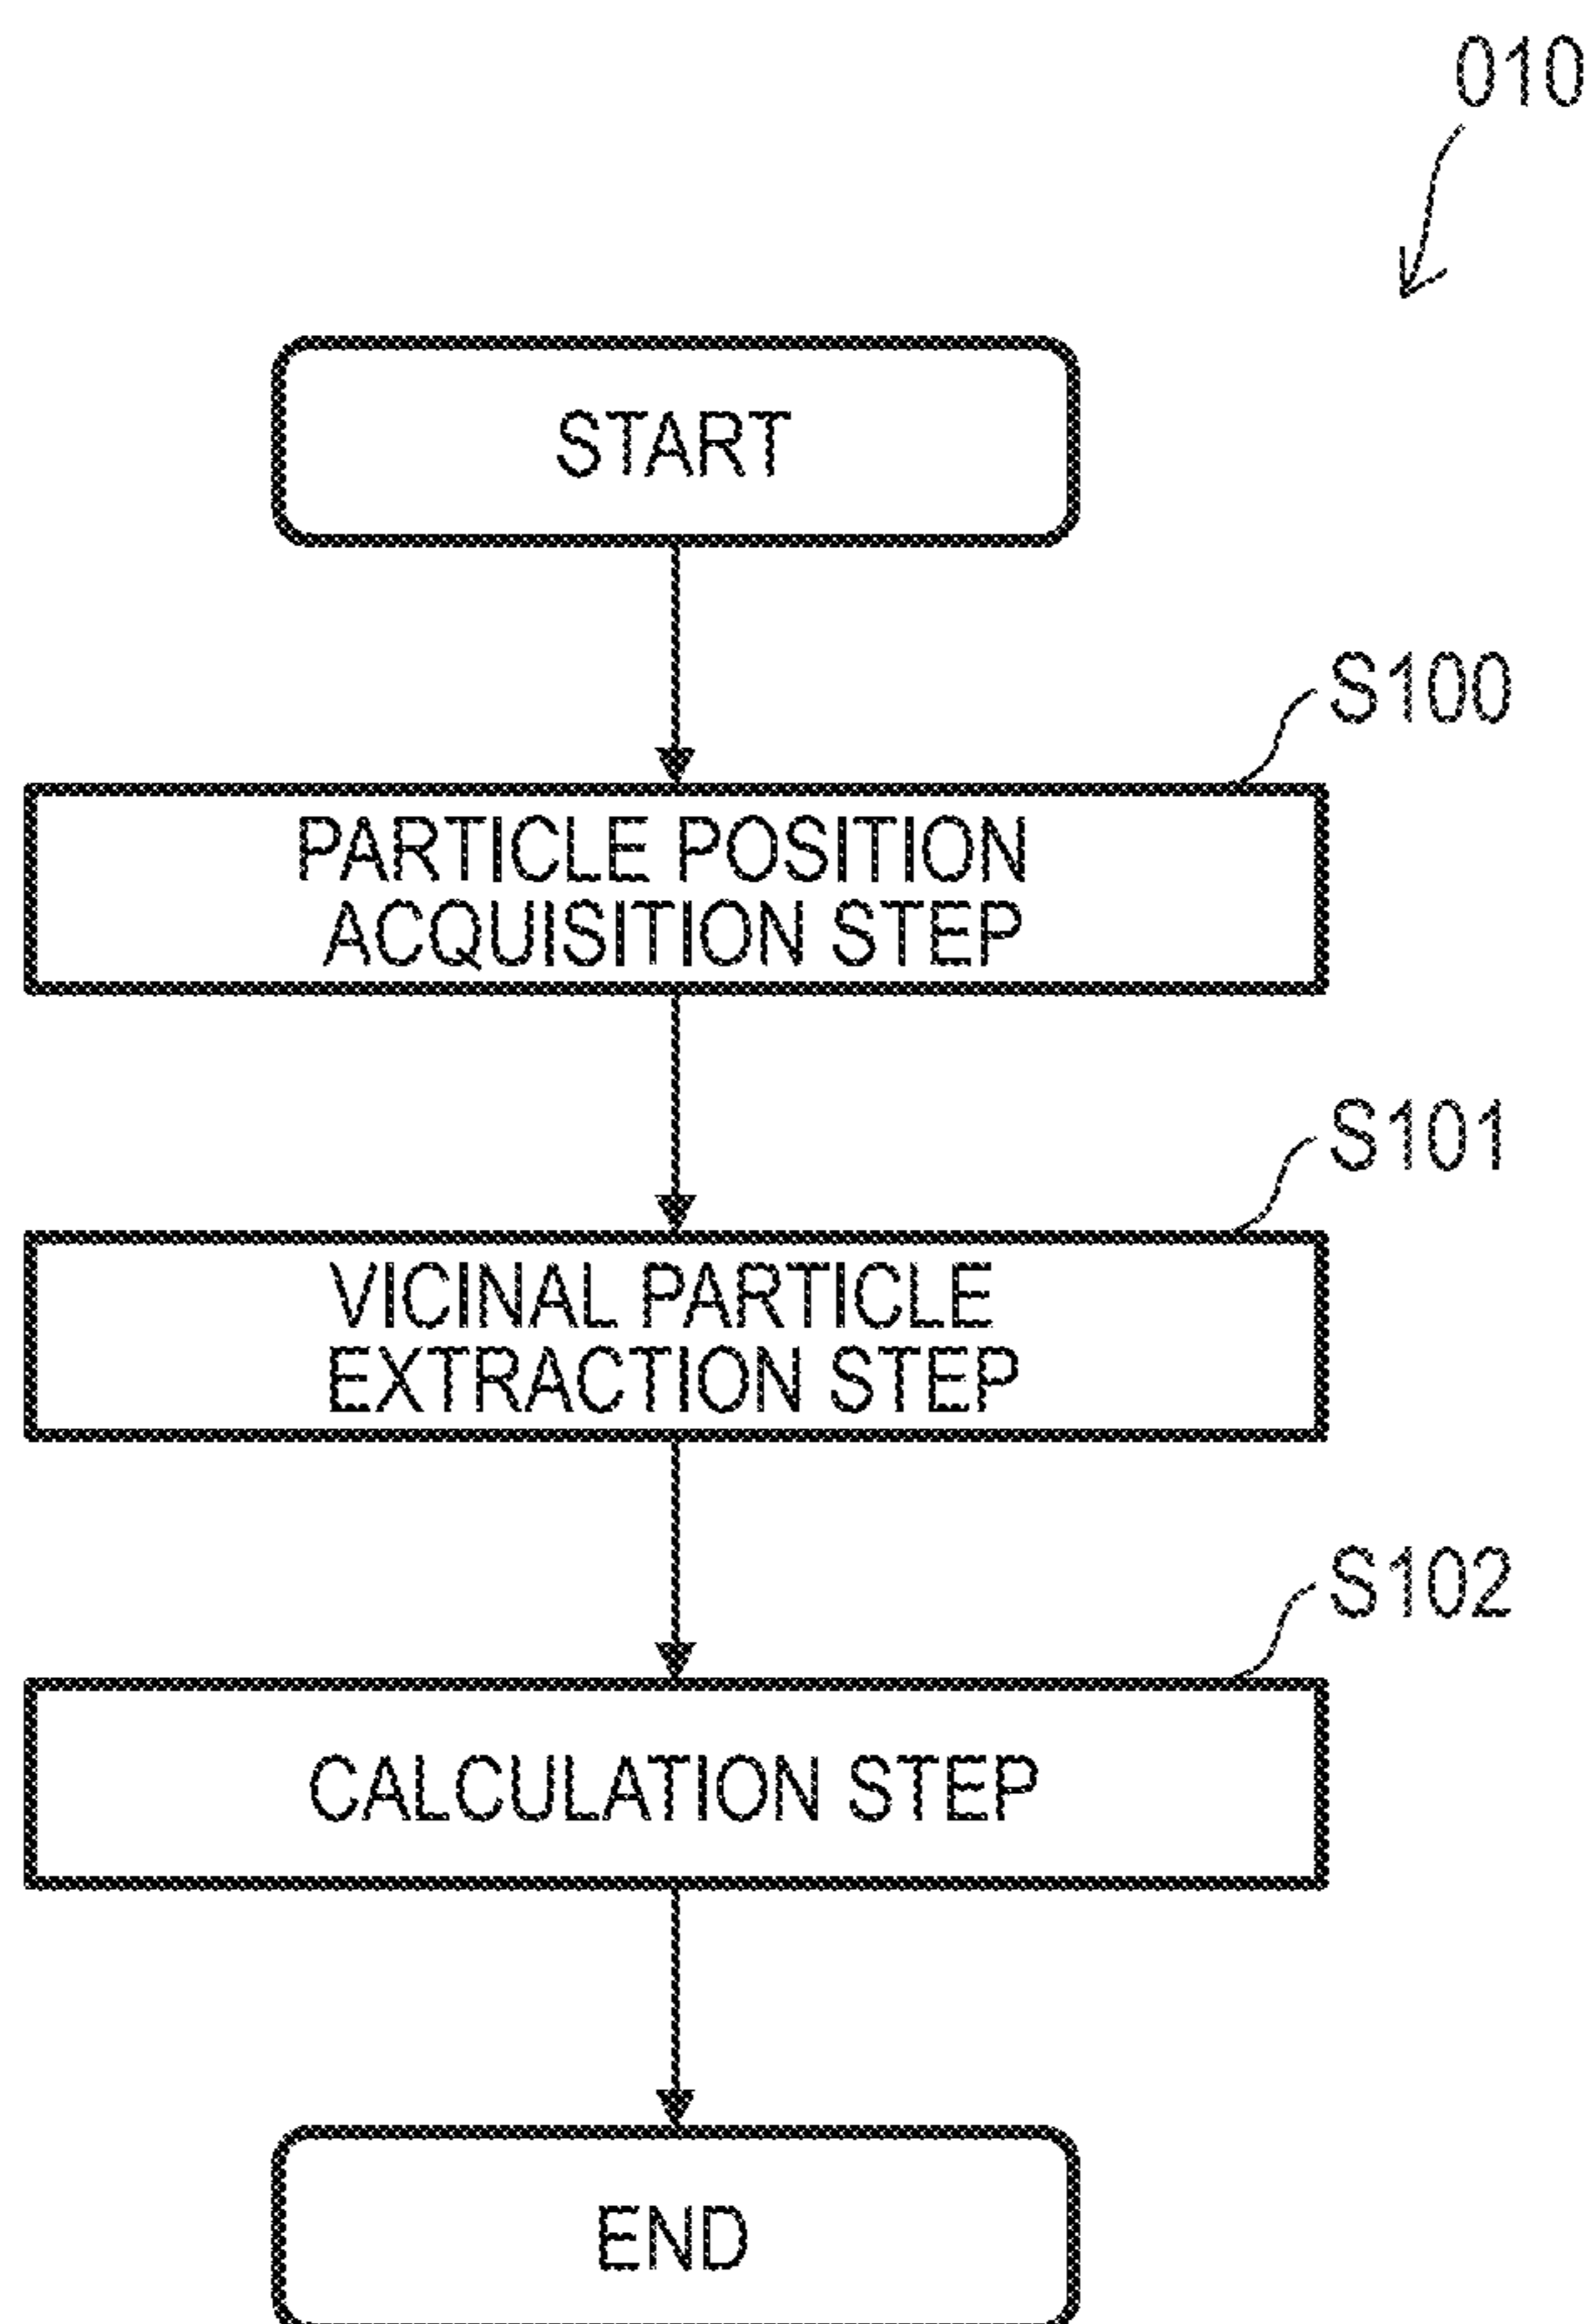 010
START
S100
PARTICLE POSITION
ACQUISITION STEP
S101
VICINAL PARTICLE
EXTRACTION STEP
S102
CALCULATION STEP
END